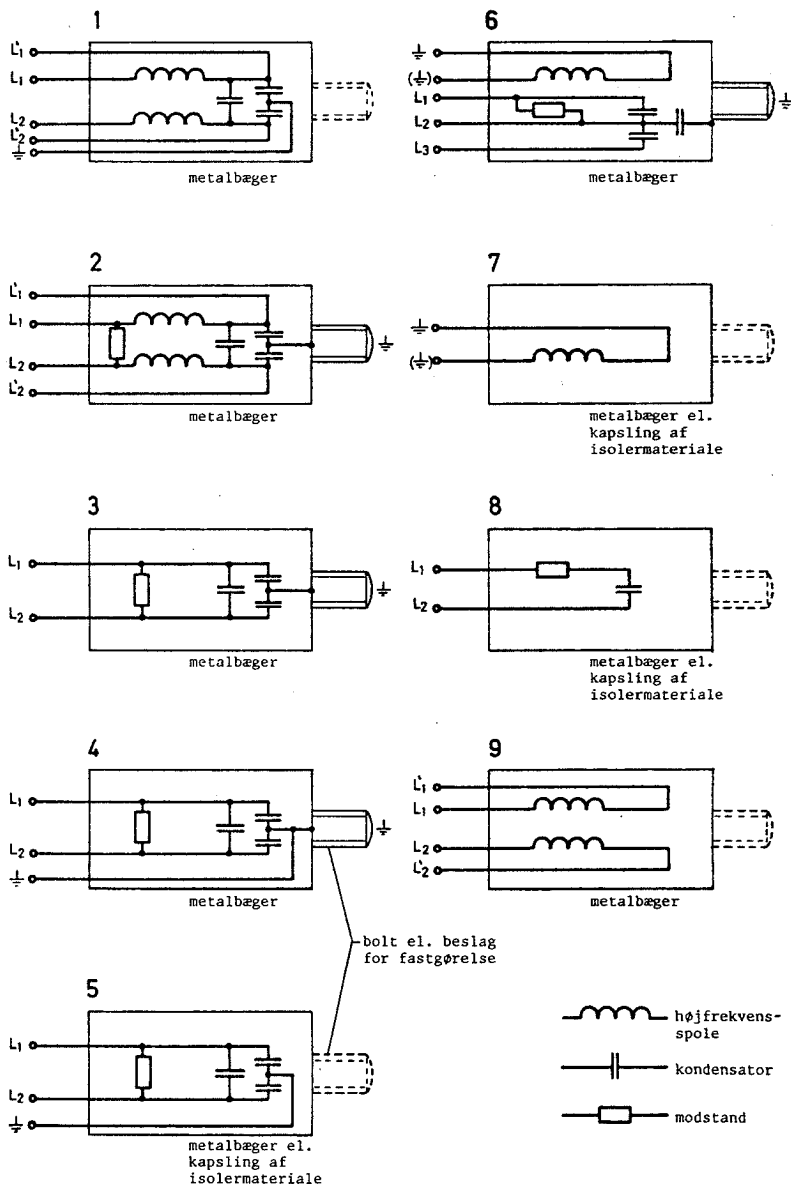 1
L'1
L1
L2
L'2
metalbæger
2
L'1
L1
L2
L'2
metalbæger
3
L1
L2
metalbæger
4
L1
L2
metalbæger
bolt el. beslag
for fastgørelse
5
L1
L2
metalbæger el.
kapsling af
isolermateriale
6
L1
L2
L3
metalbæger
7
metalbæger el.
kapsling af
isolermateriale
8
L1
L2
metalbæger el.
kapsling af
isolermateriale
9
L'1
L1
L2
L'2
metalbæger
højfrekvens-
spole
kondensator
modstand